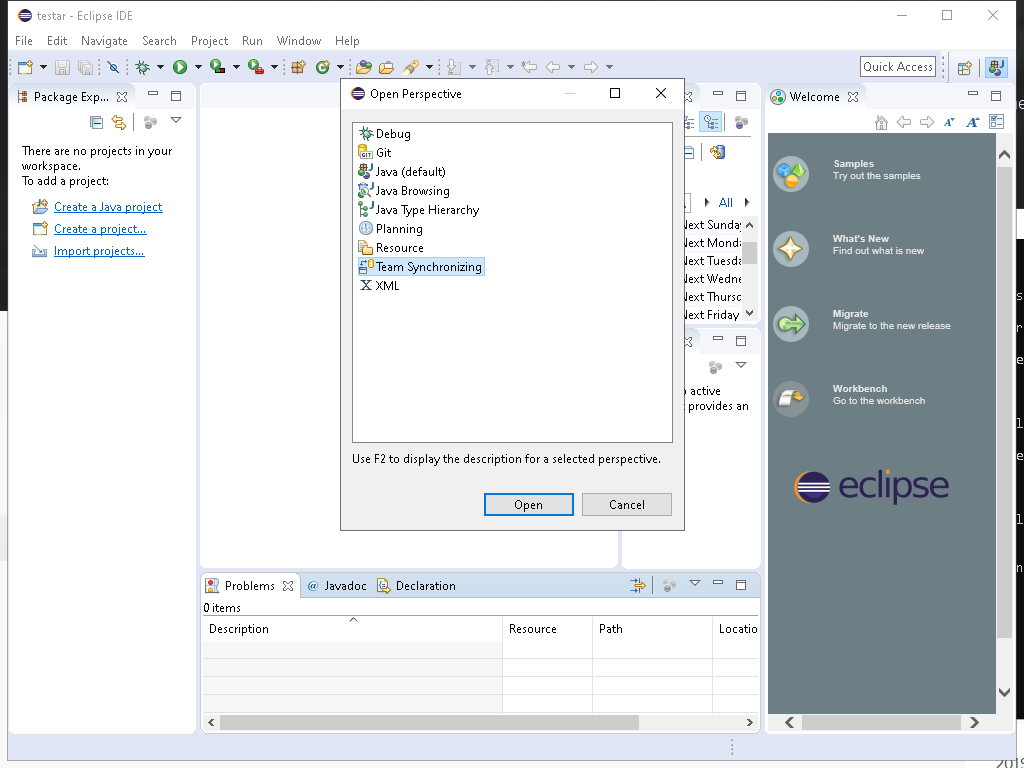 testar - Eclipse IDE
File Edit Navigate Search Project Run Window Help
Quick Access
Package Exp...
There are no projects in your
workspace.
To add a project:
Create a Java project
Create a project...
Import projects...
Open Perspective
Debug
Git
Java (default)
Java Browsing
Java Type Hierarchy
Planning
Resource
Team Synchronizing
XML
Use F2 to display the description for a selected perspective.
Open Cancel
All
Next Sunday
Next Monda
Next Tuesda
Next Wedne
Next Thursd
Next Friday
active
provides an
Welcome
Samples
Try out the samples
What's New
Find out what is new
Migrate
Migrate to the new release
Workbench
Go to the workbench
eclipse
Problems @ Javadoc Declaration
0 items
Description Resource Path Locatio
2019